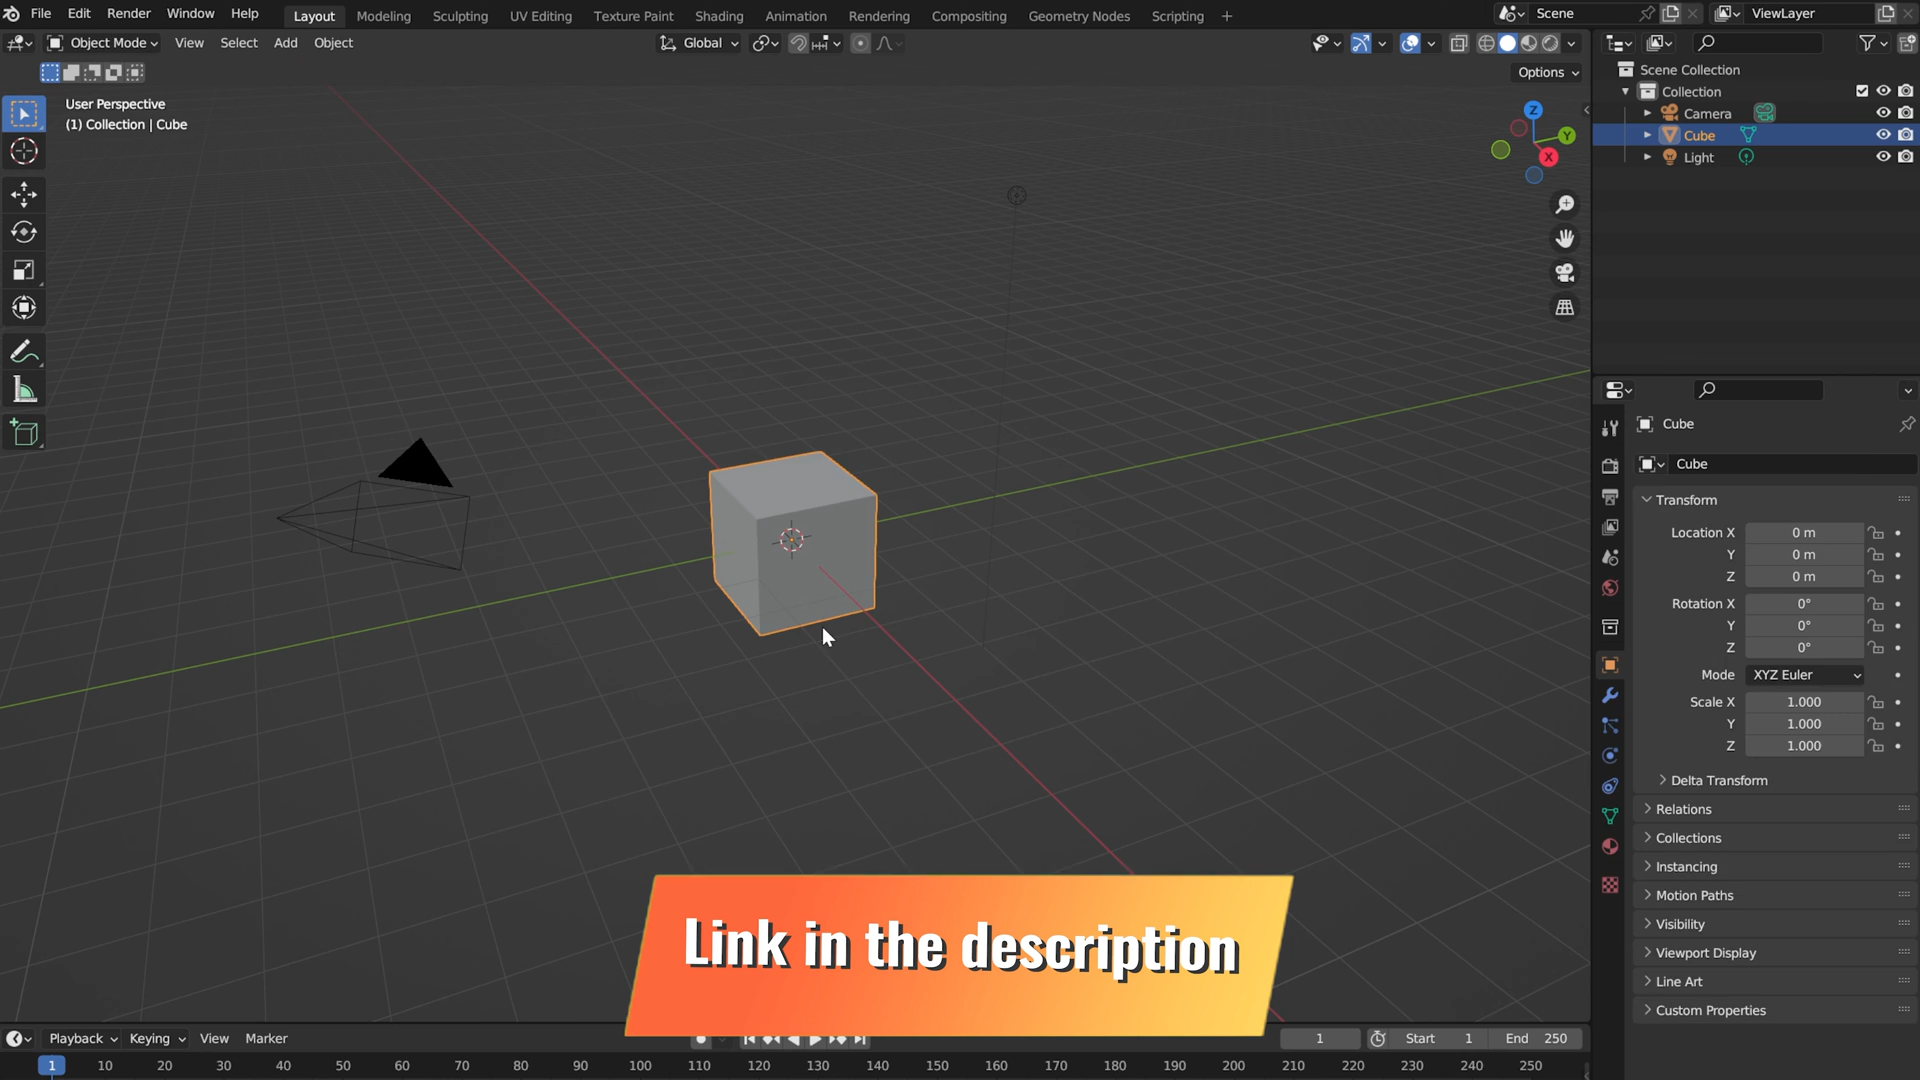 File Edit Render Window Help Layout Modeling Sculpting UV Editing Texture Paint Shading Animation Rendering Compositing Geometry Nodes Scripting + Scene ViewLayer
Object Mode View Select Add Object Global
Options
User Perspective
(1) Collection | Cube
Z
Y
X
Scene Collection
Collection
Camera
Cube
Light
Cube
Cube
Transform
Location X 0 m
Y 0 m
Z 0 m
Rotation X 0°
Y 0°
Z 0°
Mode XYZ Euler
Scale X 1.000
Y 1.000
Z 1.000
Delta Transform
Relations
Collections
Instancing
Motion Paths
Visibility
Viewport Display
Line Art
Custom Properties
Link in the description
Playback Keying View Marker 1 Start 1 End 250
1 10 20 30 40 50 60 70 80 90 100 110 120 130 140 150 160 170 180 190 200 210 220 230 240 250